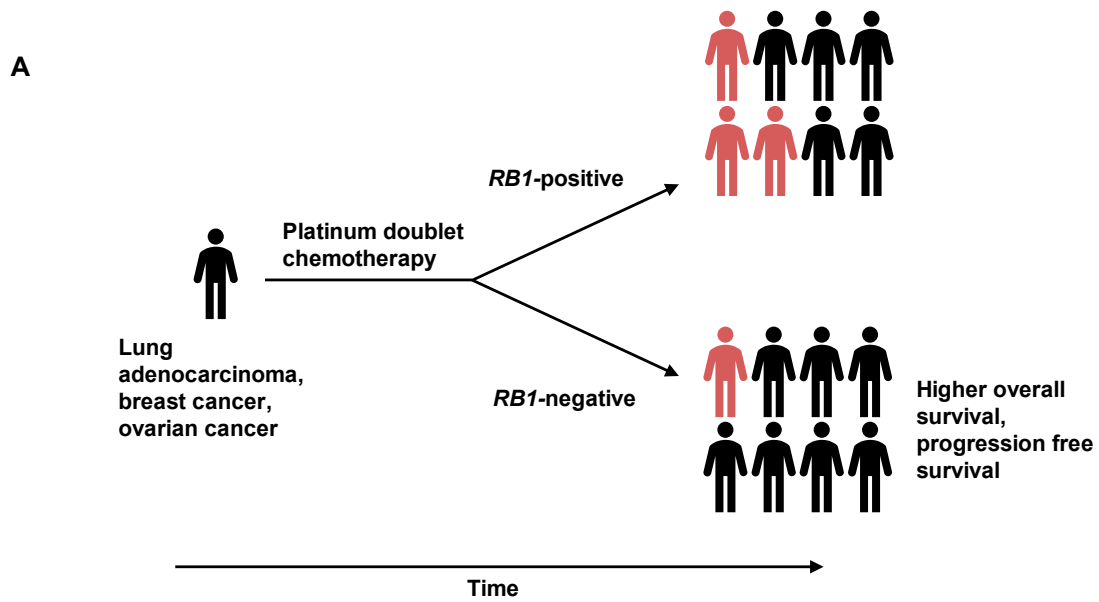 A
RB1-positive
Platinum doublet
chemotherapy
Lung
adenocarcinoma,
breast cancer,
ovarian cancer
RB1-negative
Higher overall
survival,
progression free
survival
Time